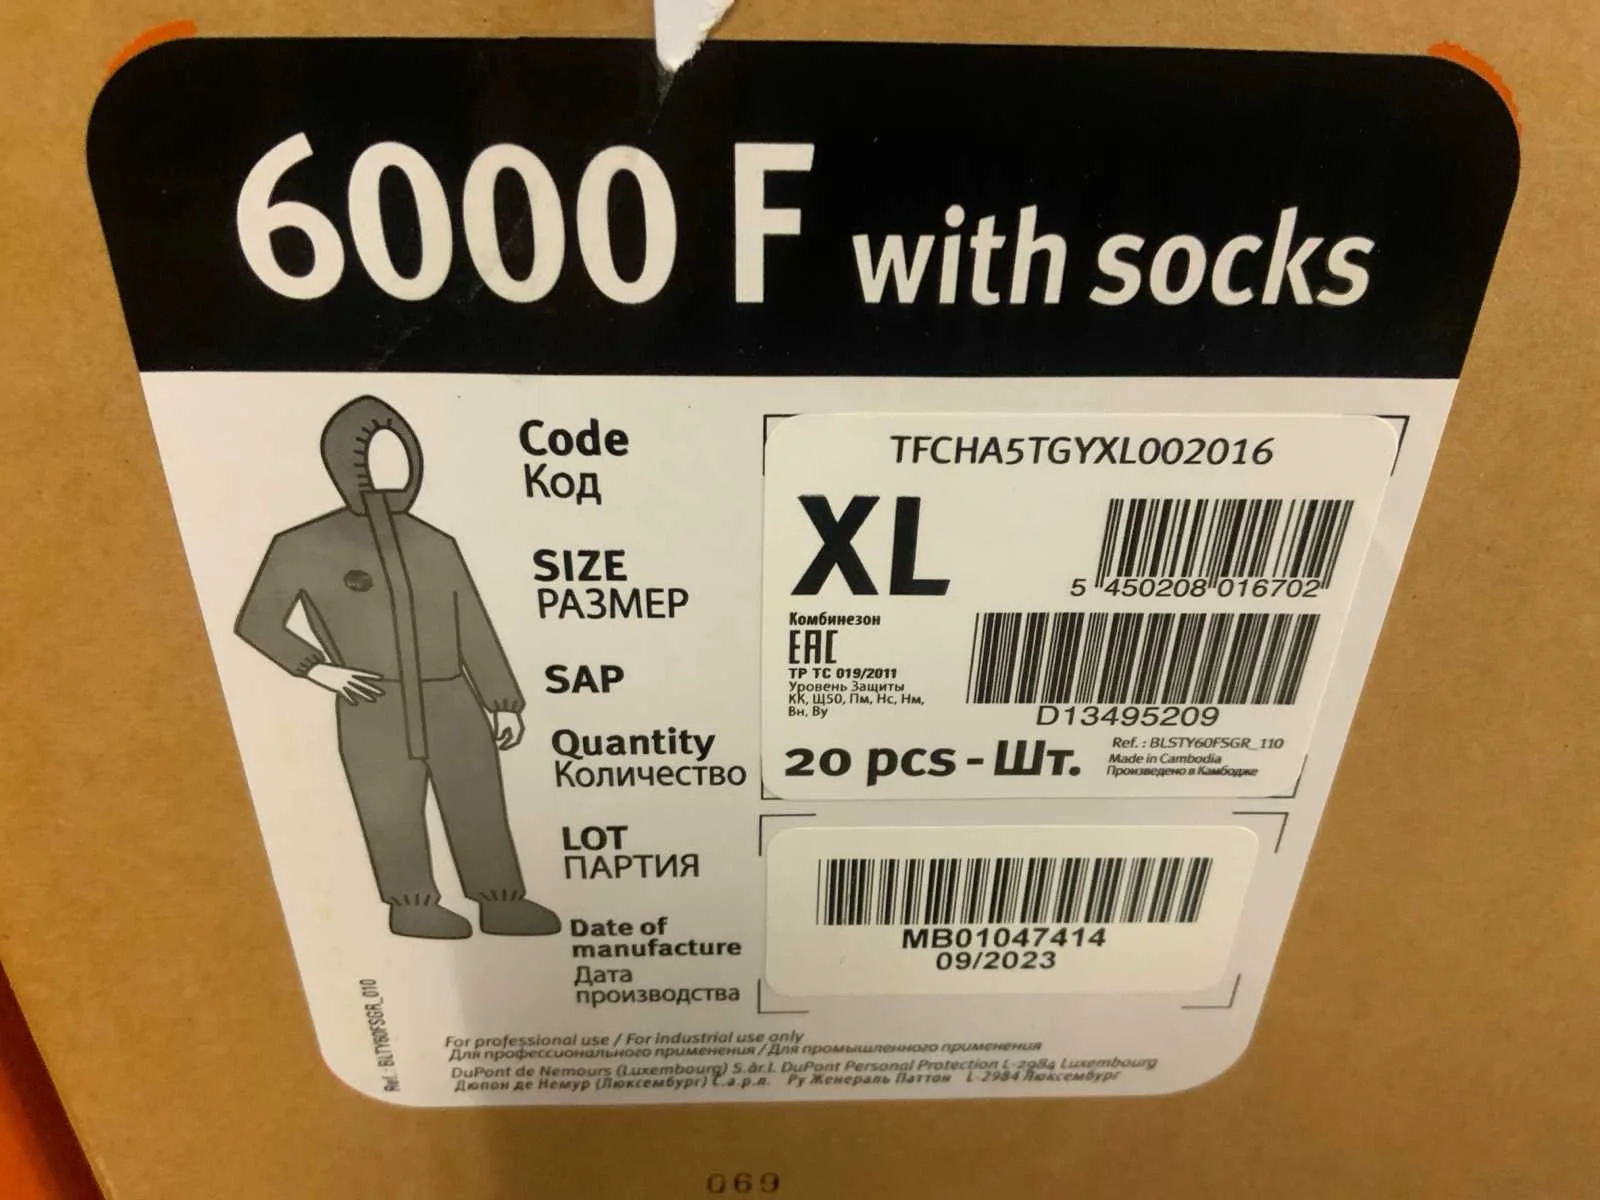 6000 F with socks
Code
Код
TFCHA5TGYXL002016
SIZE
РАЗМЕР
XL
5 450208 016702
Комбинезон
EAC
ТР ТС 019/2011
Уровень Защиты
КК, Щ50, Пм, Нс, Нм,
Вн, Ву
SAP
D13495209
Quantity
Количество
20 pcs - Шт.
Ref. : BLSTY60FSGR_110
Made in Cambodia
Произведено в Камбодже
LOT
ПАРТИЯ
MB01047414
09/2023
Date of
manufacture
Дата
производства
Ref.: BLTY60FSGR_010
For professional use / For industrial use only
Для профессионального применения / Для промышленного применения
DuPont de Nemours (Luxembourg) S.àr.l. DuPont Personal Protection L-2984 Luxembourg
Дюпон де Немур (Люксембург) С.а.р.л. Ру Женераль Паттон L-2984 Люксембург
069